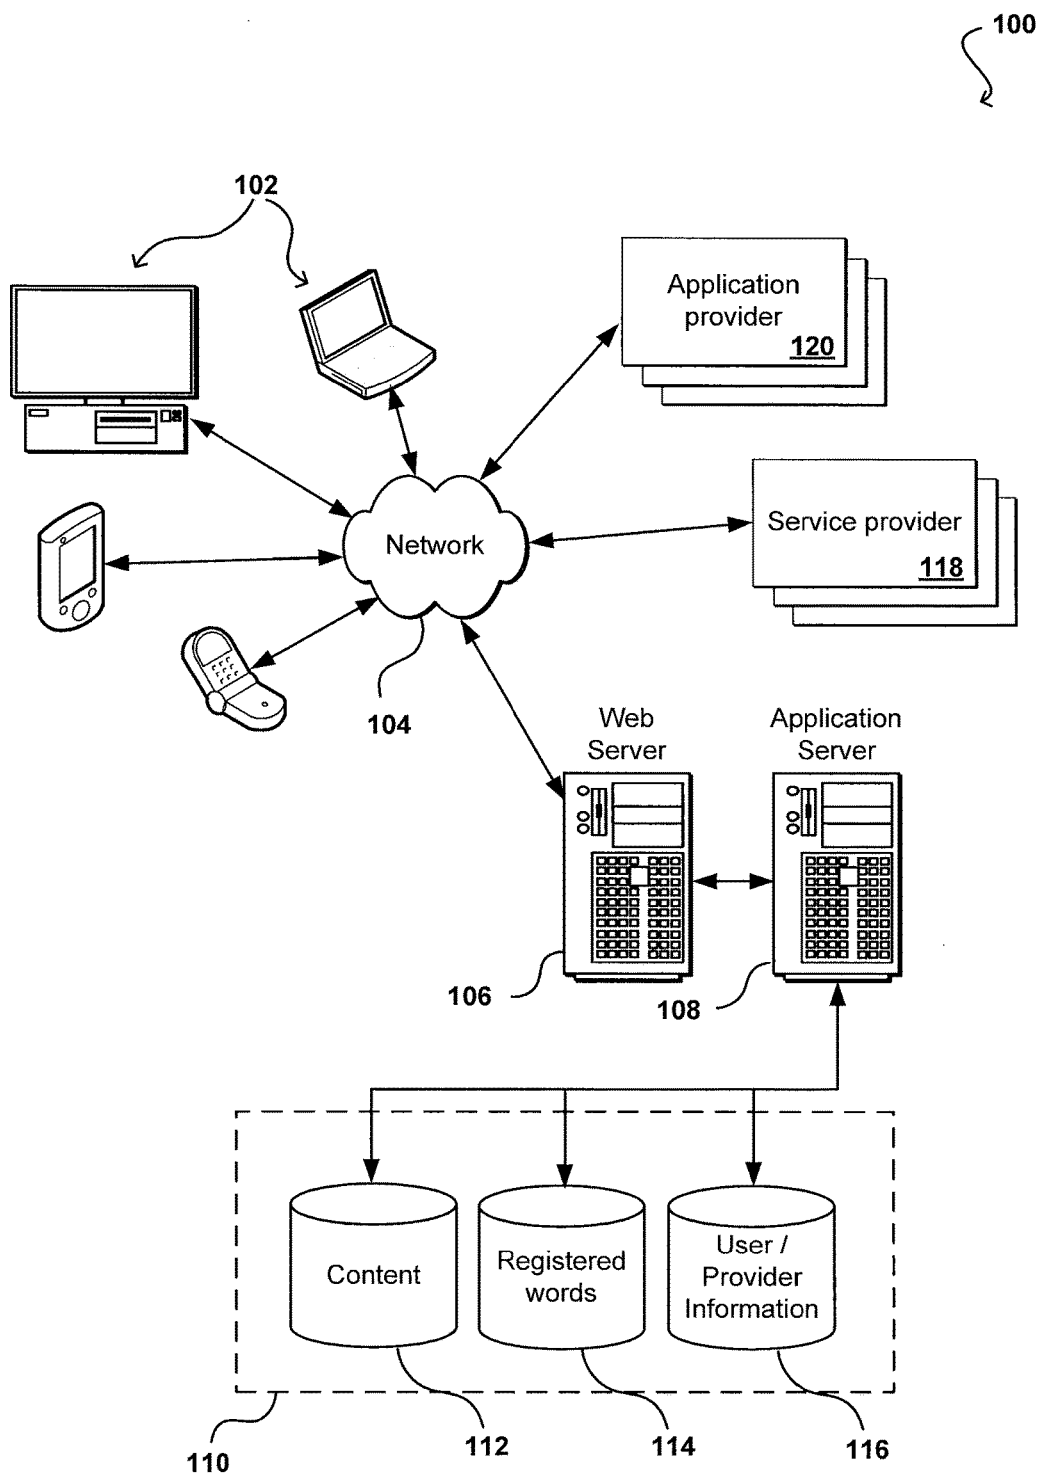 100
102
Application
provider
120
Network
Service provider
118
104
Web
Server
Application
Server
106
108
Content
Registered
words
User /
Provider
Information
110
112
114
116